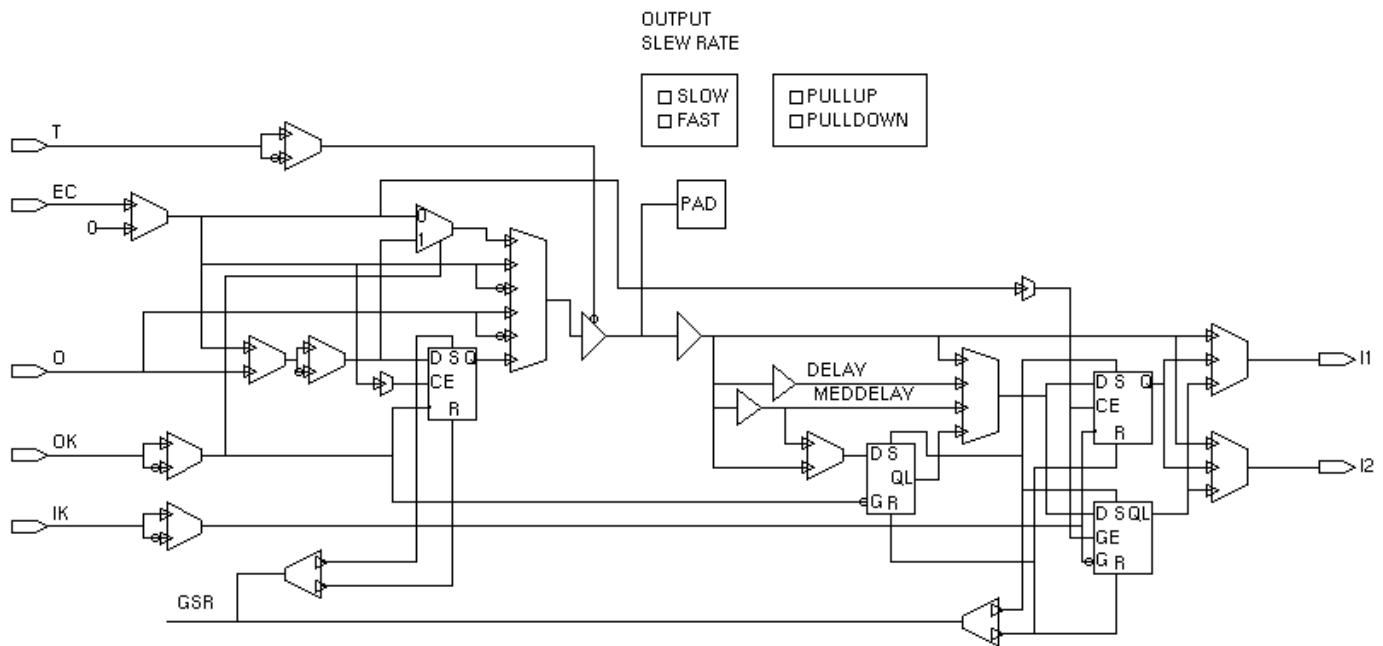 OUTPUT
SLEW RATE
SLOW
FAST
PULLUP
PULLDOWN
T
EC
0
PAD
0
1
O
D S Q
CE
R
DELAY
MEDDELAY
I1
D S Q
CE
R
OK
D S
QL
G R
I2
IK
D S QL
GE
G R
GSR